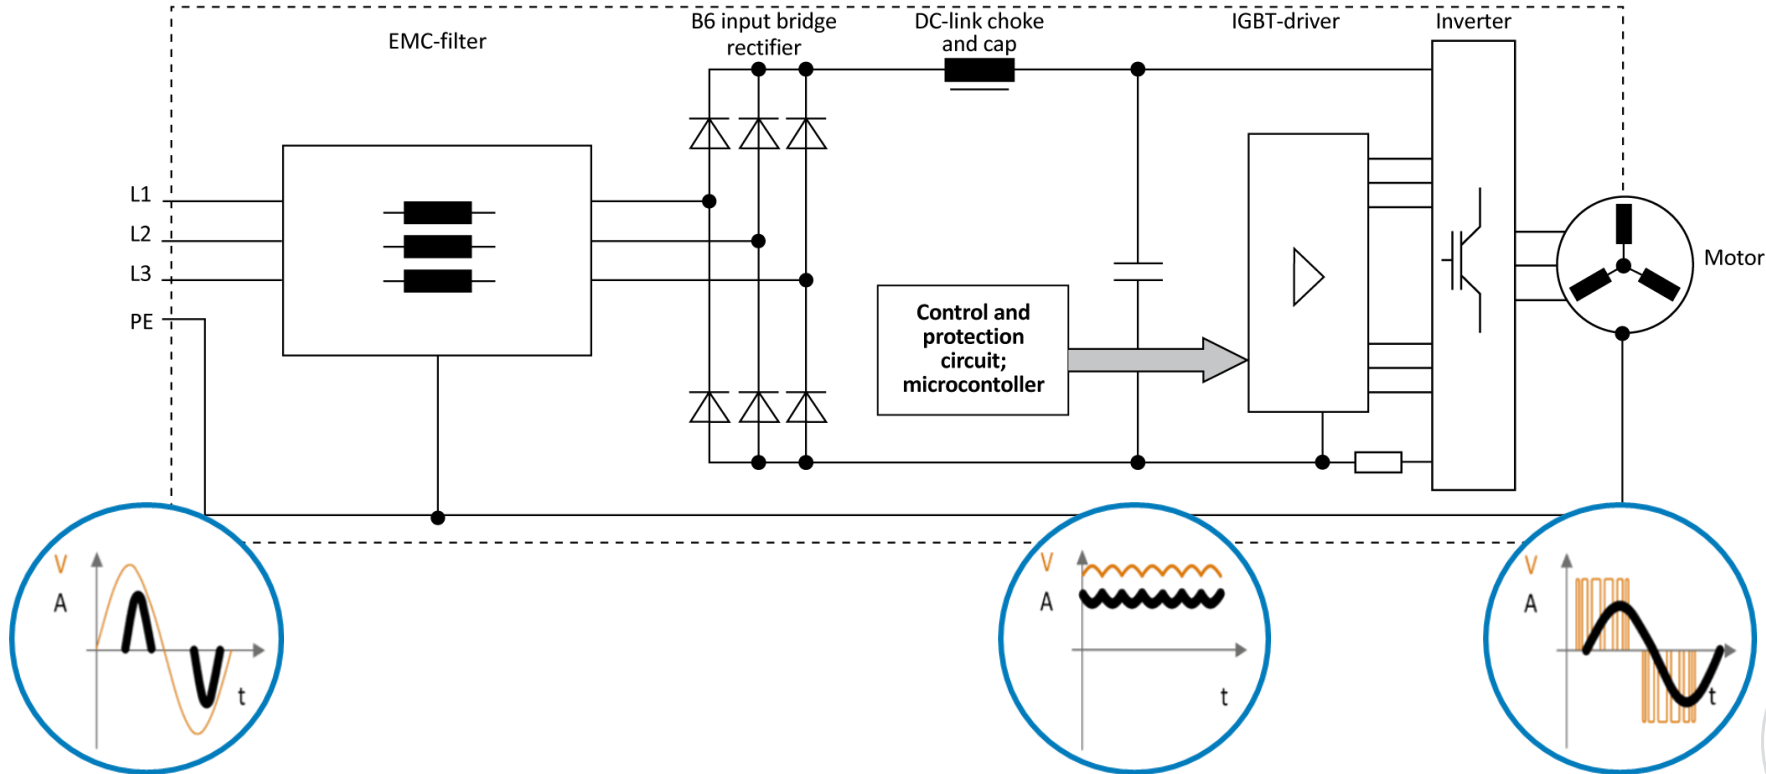 EMC-filter
B6 input bridge
rectifier
DC-link choke
and cap
IGBT-driver
Inverter
L1
L2
L3
PE
Motor
Control and
protection
circuit;
microcontoller
V
A
t
V
A
t
V
A
t